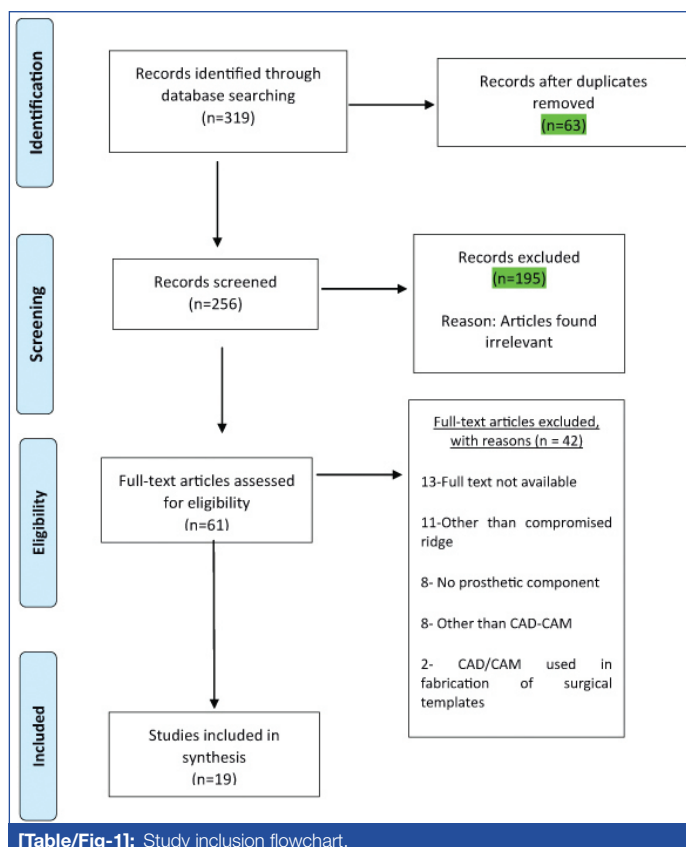 Identification
Records identified through
database searching
(n=319)
Records after duplicates
removed
(n=63)
Screening
Records screened
(n=256)
Records excluded
(n=195)
Reason: Articles found
irrelevant
Eligibility
Full-text articles assessed
for eligibility
(n=61)
Full-text articles excluded,
with reasons (n = 42)
13-Full text not available
11-Other than compromised
ridge
8- No prosthetic component
8- Other than CAD-CAM
2- CAD/CAM used in
fabrication of surgical
templates
Included
Studies included in
synthesis
(n=19)
[Table/Fig-1]: Study inclusion flowchart.